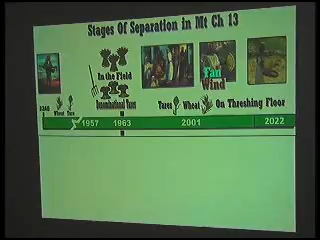 Stages Of Separation in Mt Ch 13
In the Field
Fan
Wind
Wheat Tare
Denominational Tares
Tares Wheat On Threshing Floor
1957 1963 2001 2022